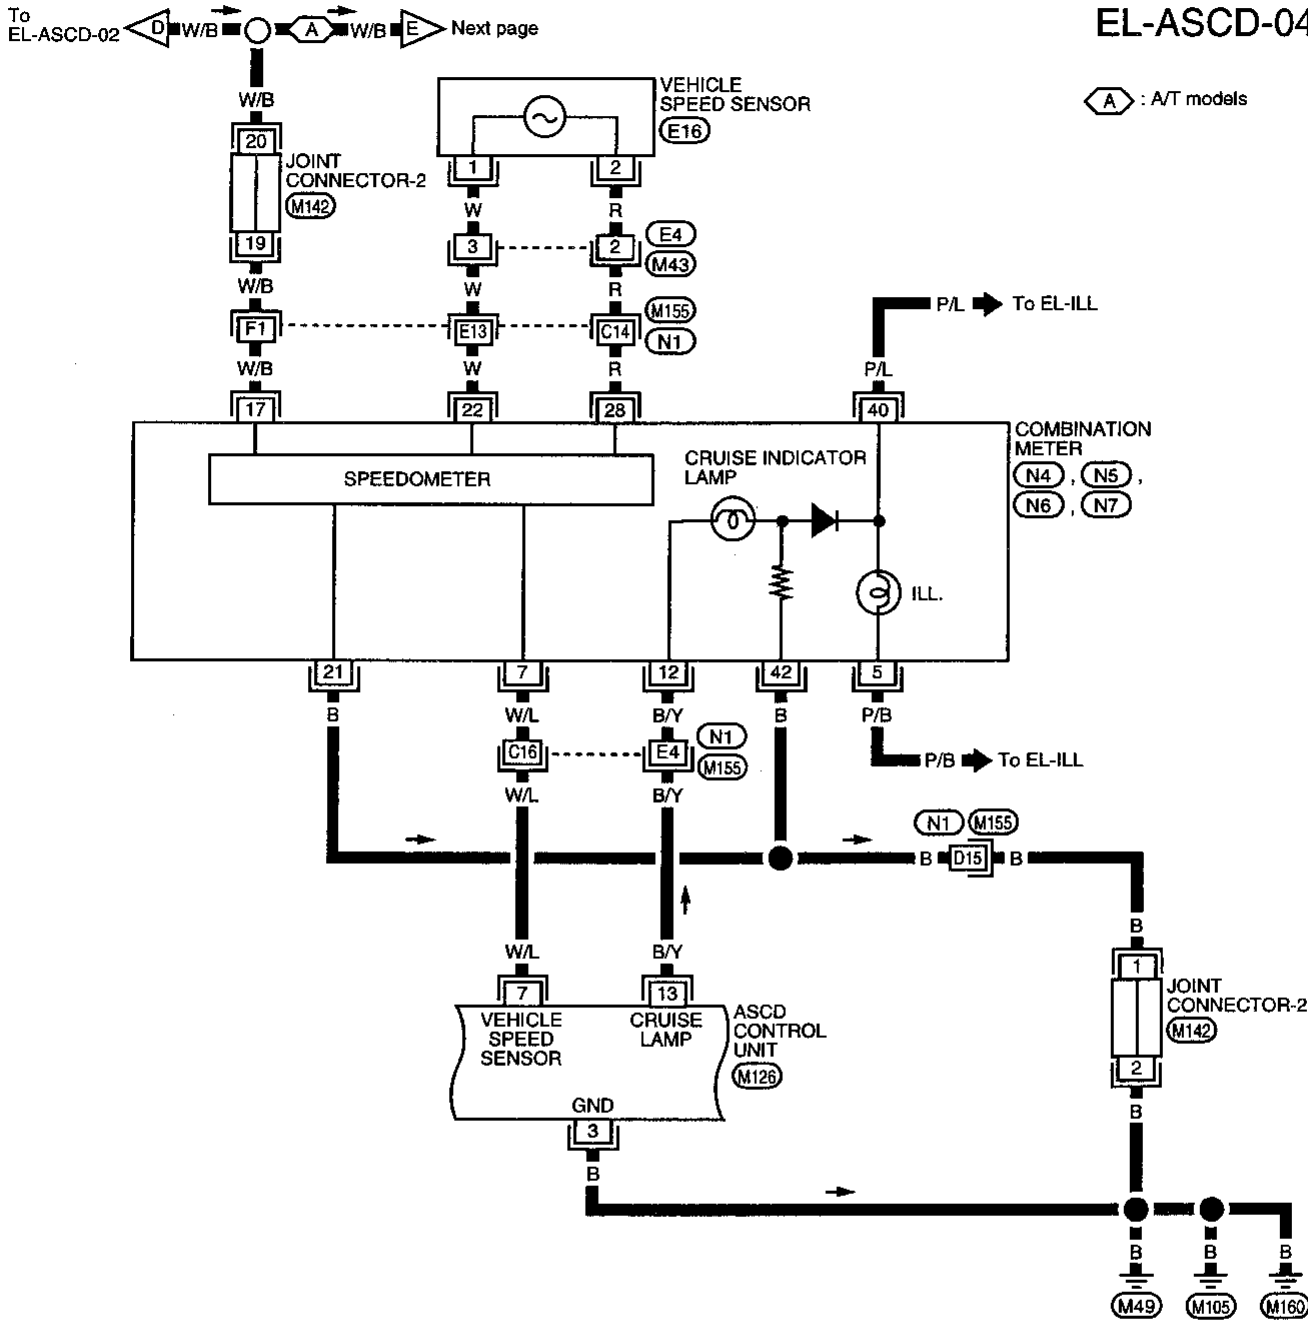 To
EL-ASCD-02
D
W/B
A
W/B
E
Next page
EL-ASCD-04
A
: A/T models
W/B
20
JOINT
CONNECTOR-2
M142
19
W/B
F1
W/B
17
VEHICLE
SPEED SENSOR
E16
1
2
W
R
3
2
E4
M43
W
R
E13
C14
M155
N1
W
R
22
28
P/L
To EL-ILL
P/L
40
COMBINATION
METER
N4 , N5 ,
N6 , N7
SPEEDOMETER
CRUISE INDICATOR
LAMP
ILL.
21
7
12
42
5
B
W/L
B/Y
B
P/B
C16
E4
N1
M155
P/B
To EL-ILL
W/L
B/Y
N1
M155
B
D15
B
W/L
B/Y
B
7
13
1
VEHICLE
SPEED
SENSOR
CRUISE
LAMP
ASCD
CONTROL
UNIT
M126
JOINT
CONNECTOR-2
M142
2
GND
3
B
B
B
B
B
M49
M105
M160